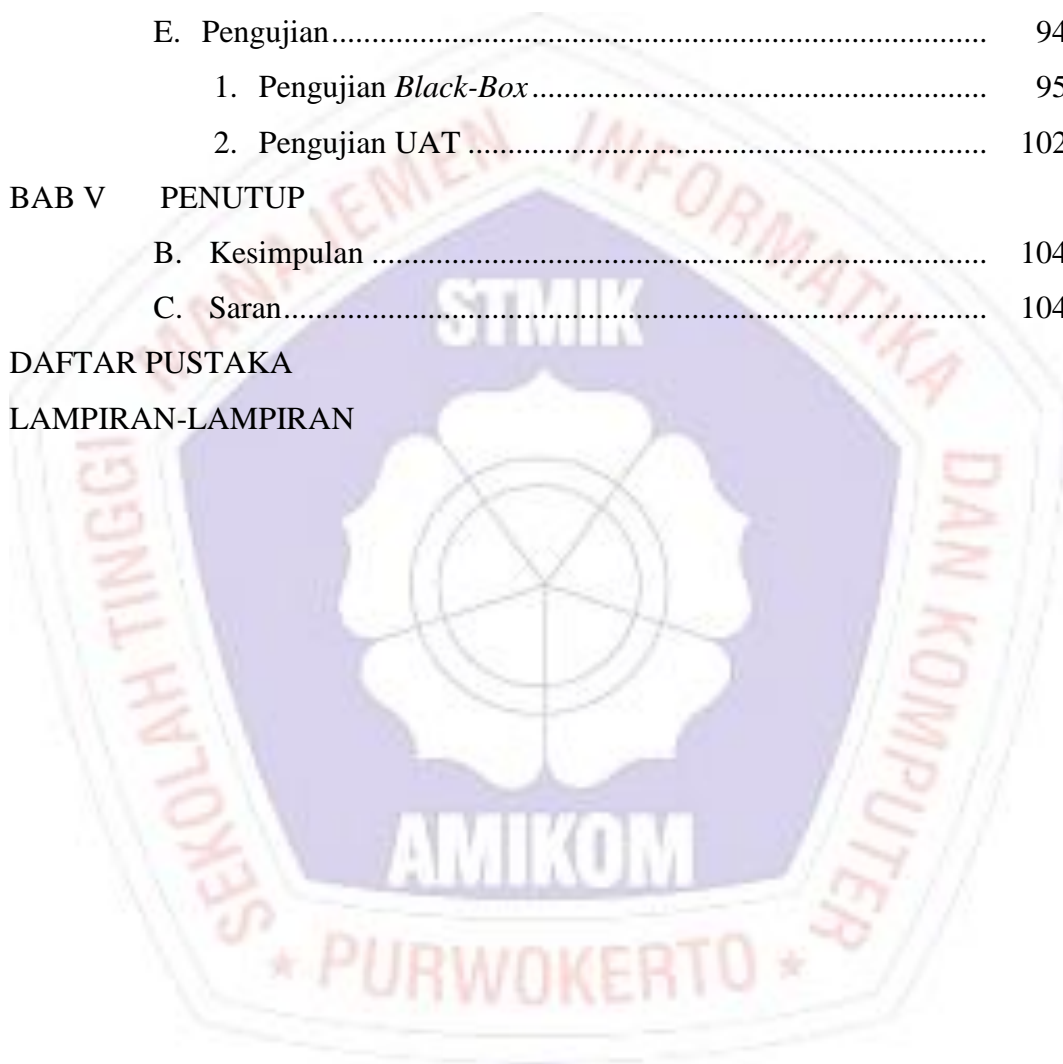 E. Pengujian.................................................................................. 94
1. Pengujian Black-Box......................................................... 95
2. Pengujian UAT ................................................................. 102
BAB V PENUTUP
B. Kesimpulan ............................................................................. 104
C. Saran........................................................................................ 104
DAFTAR PUSTAKA
LAMPIRAN-LAMPIRAN
SEKOLAH TINGGI MANAJEMEN INFORMATIKA DAN KOMPUTER
STMIK
AMIKOM
* PURWOKERTO *